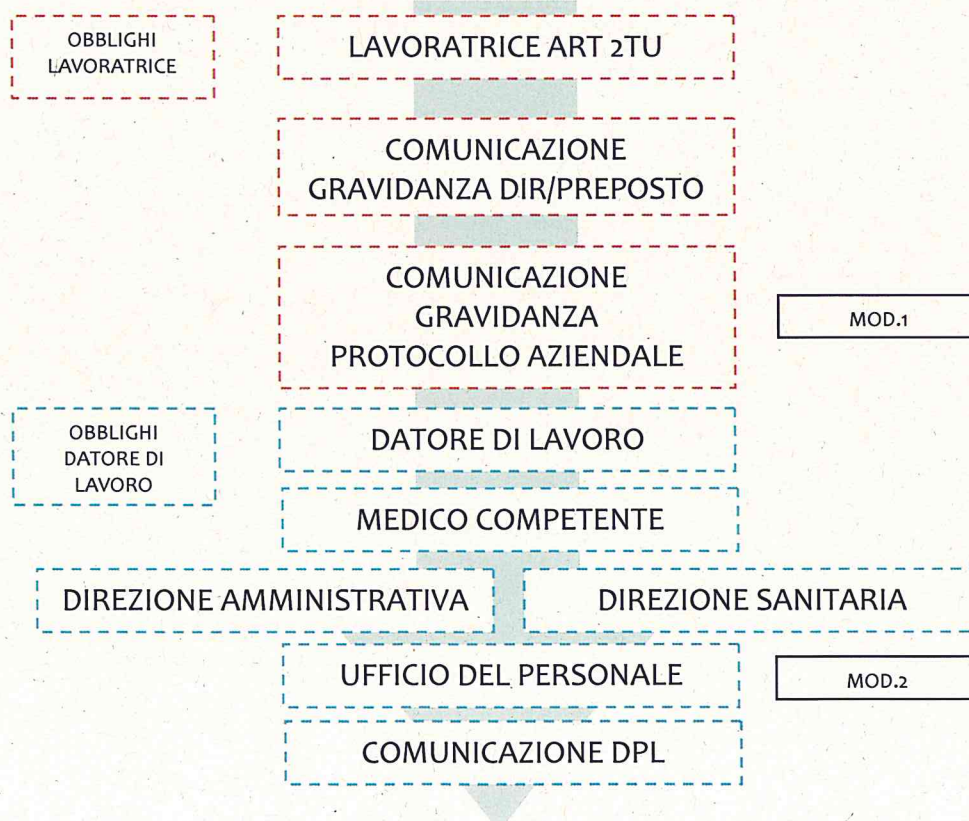 OBBLIGHI
LAVORATRICE
LAVORATRICE ART 2TU
COMUNICAZIONE
GRAVIDANZA DIR/PREPOSTO
COMUNICAZIONE
GRAVIDANZA
PROTOCOLLO AZIENDALE
MOD.1
OBBLIGHI
DATORE DI
LAVORO
DATORE DI LAVORO
MEDICO COMPETENTE
DIREZIONE AMMINISTRATIVA
DIREZIONE SANITARIA
UFFICIO DEL PERSONALE
MOD.2
COMUNICAZIONE DPL